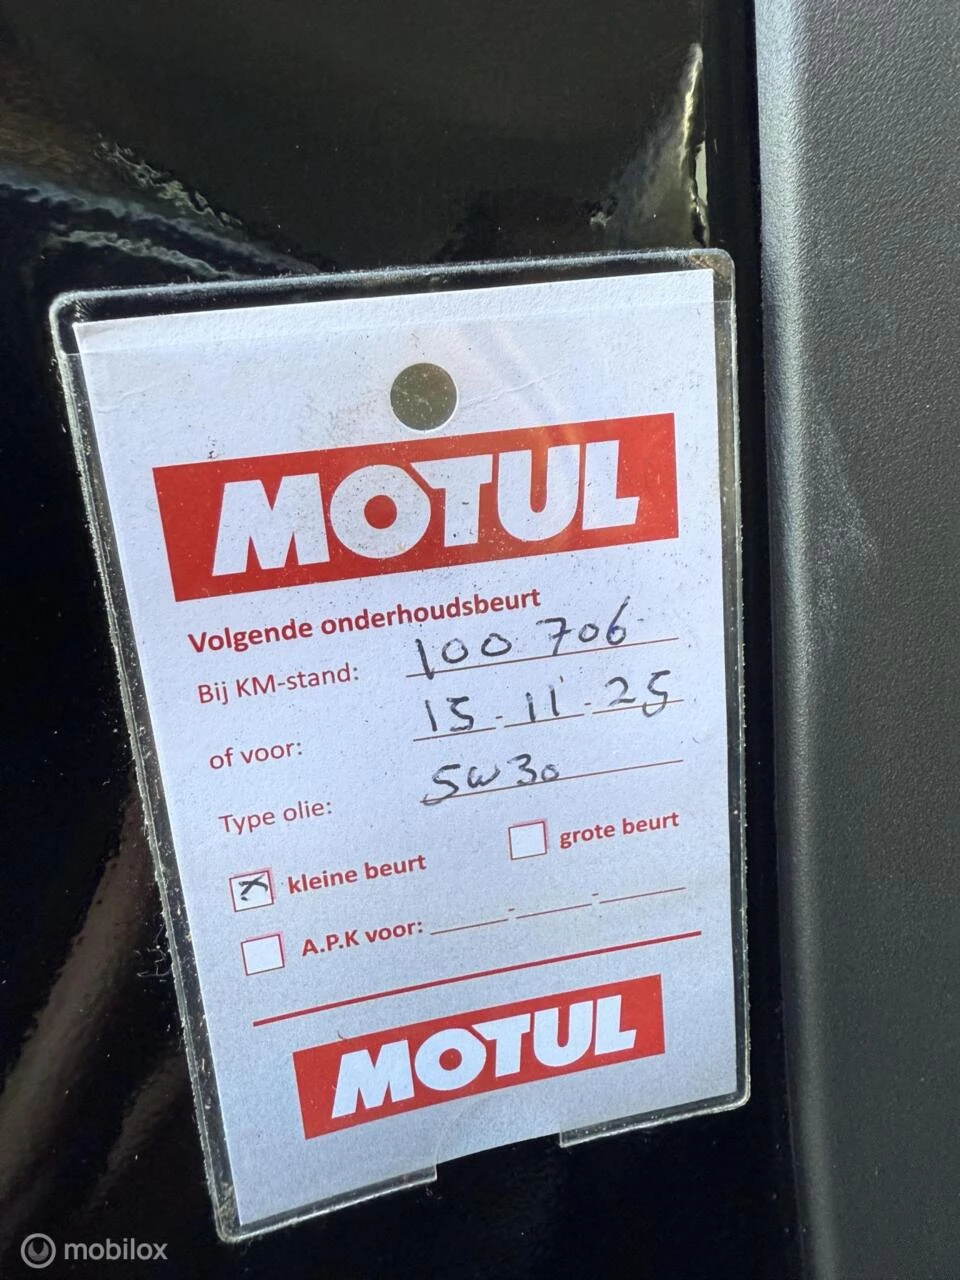 MOTUL
Volgende onderhoudsbeurt
Bij KM-stand: 100 706
of voor: 15-11-25
Type olie: 5W30
kleine beurt grote beurt
A.P.K voor: - -
MOTUL
mobilox